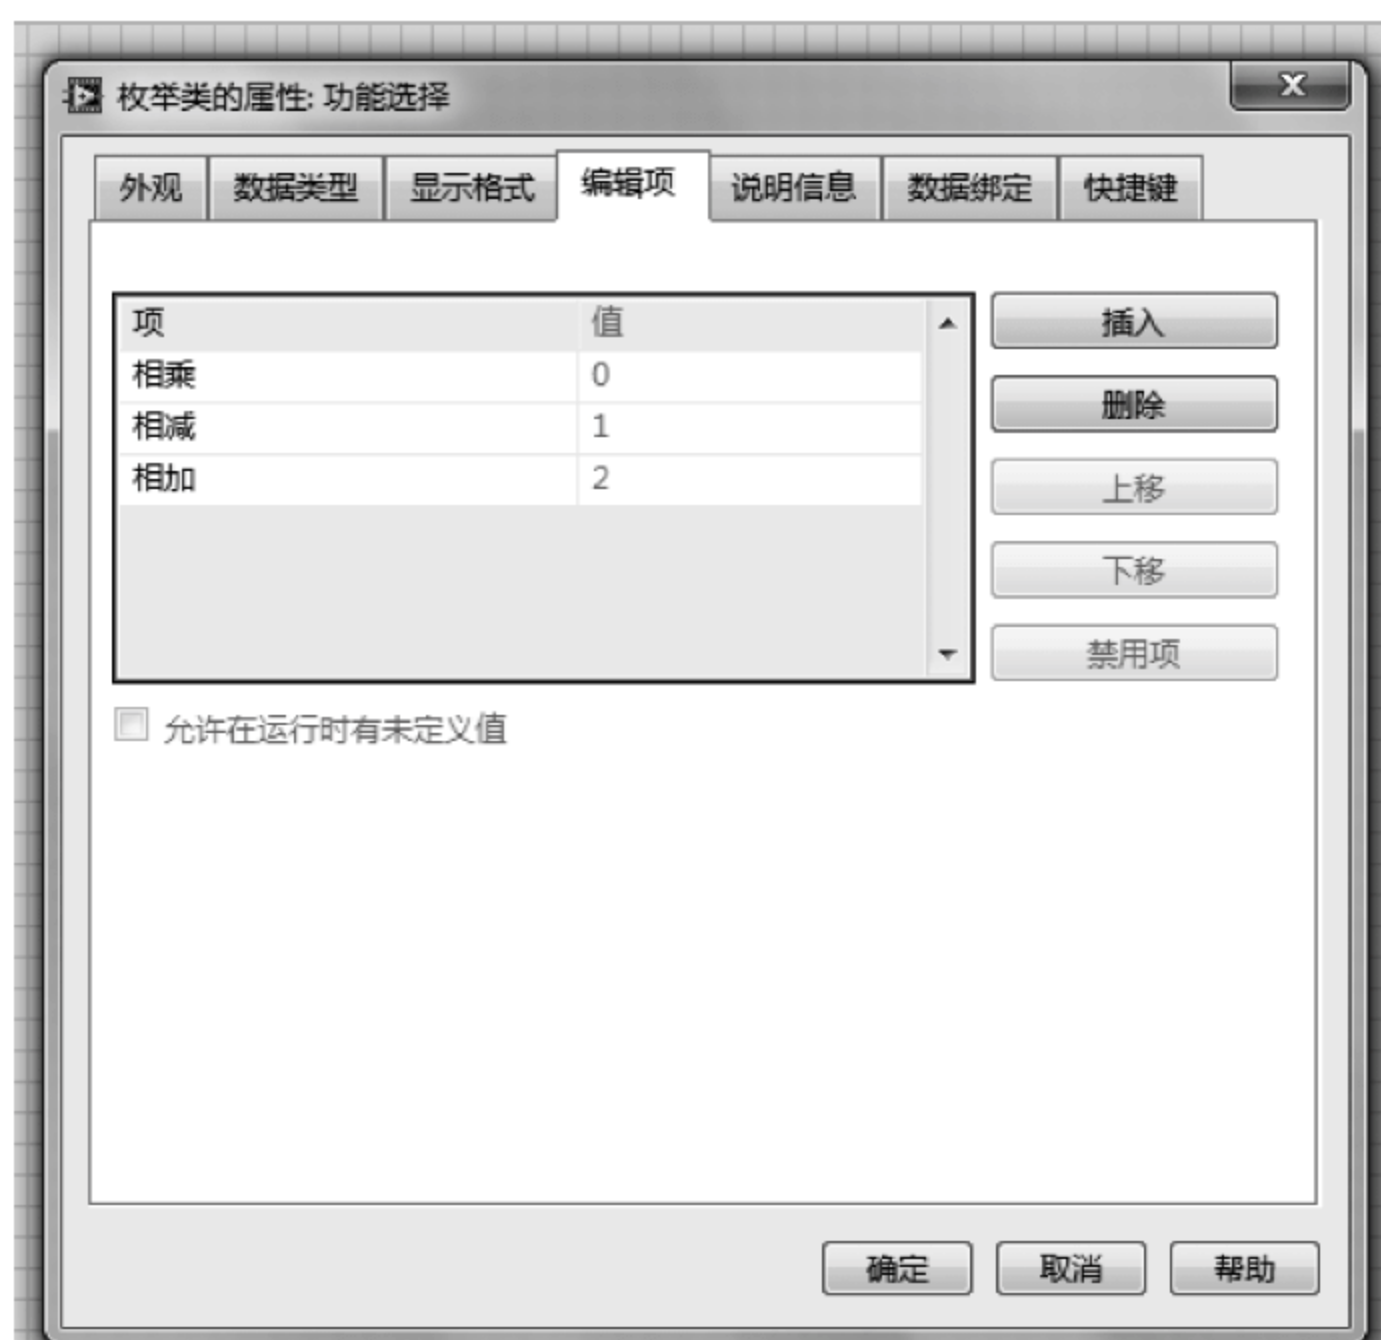 枚举类的属性: 功能选择
外观 数据类型 显示格式 编辑项 说明信息 数据绑定 快捷键
项 值 插入
相乘 0
删除
相减 1
相加 2 上移
下移
禁用项
允许在运行时有未定义值
确定 取消 帮助